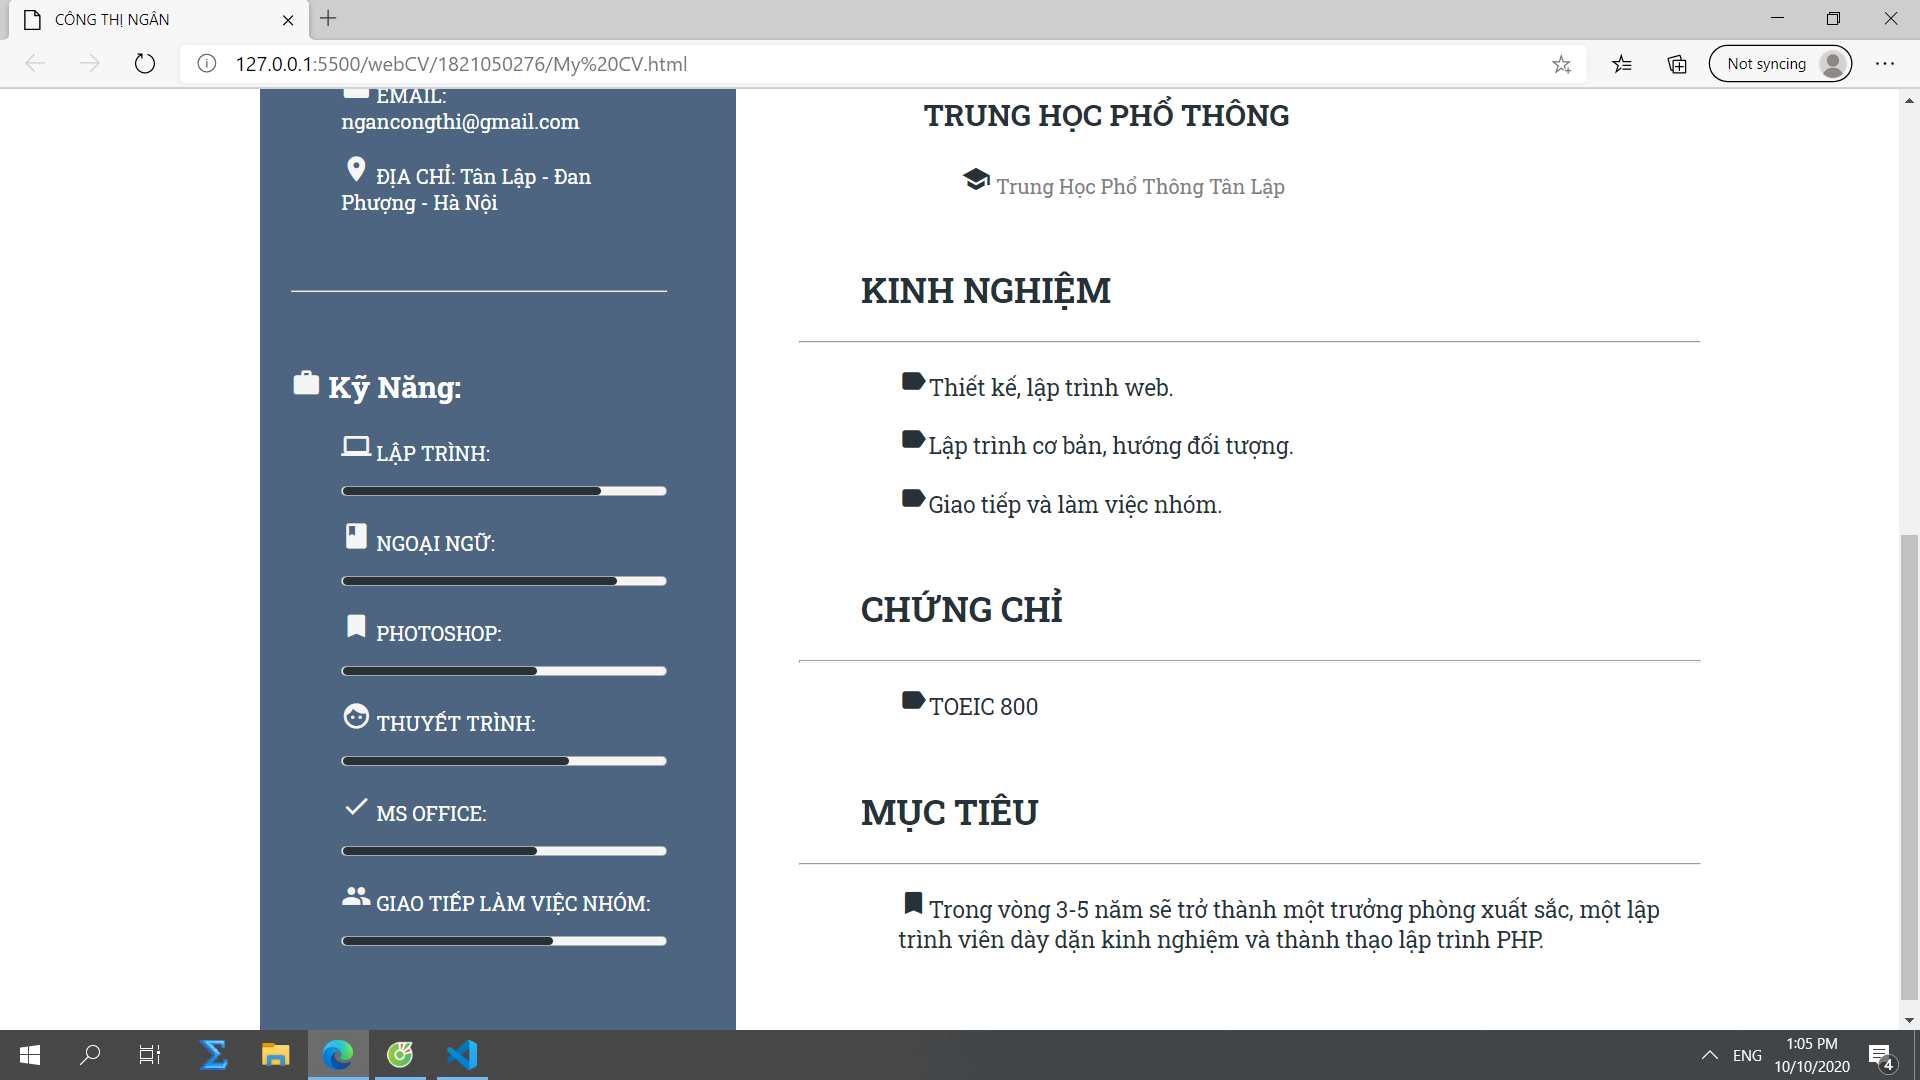 CÔNG THỊ NGÂN
127.0.0.1:5500/webCV/1821050276/My%20CV.html
Not syncing
EMAIL:
ngancongthi@gmail.com
ĐỊA CHỈ: Tân Lập - Đan
Phượng - Hà Nội
Kỹ Năng:
LẬP TRÌNH:
NGOẠI NGỮ:
PHOTOSHOP:
THUYẾT TRÌNH:
MS OFFICE:
GIAO TIẾP LÀM VIỆC NHÓM:
TRUNG HỌC PHỔ THÔNG
Trung Học Phổ Thông Tân Lập
KINH NGHIỆM
Thiết kế, lập trình web.
Lập trình cơ bản, hướng đối tượng.
Giao tiếp và làm việc nhóm.
CHỨNG CHỈ
TOEIC 800
MỤC TIÊU
Trong vòng 3-5 năm sẽ trở thành một trưởng phòng xuất sắc, một lập
trình viên dày dặn kinh nghiệm và thành thạo lập trình PHP.
ENG
1:05 PM
10/10/2020
4